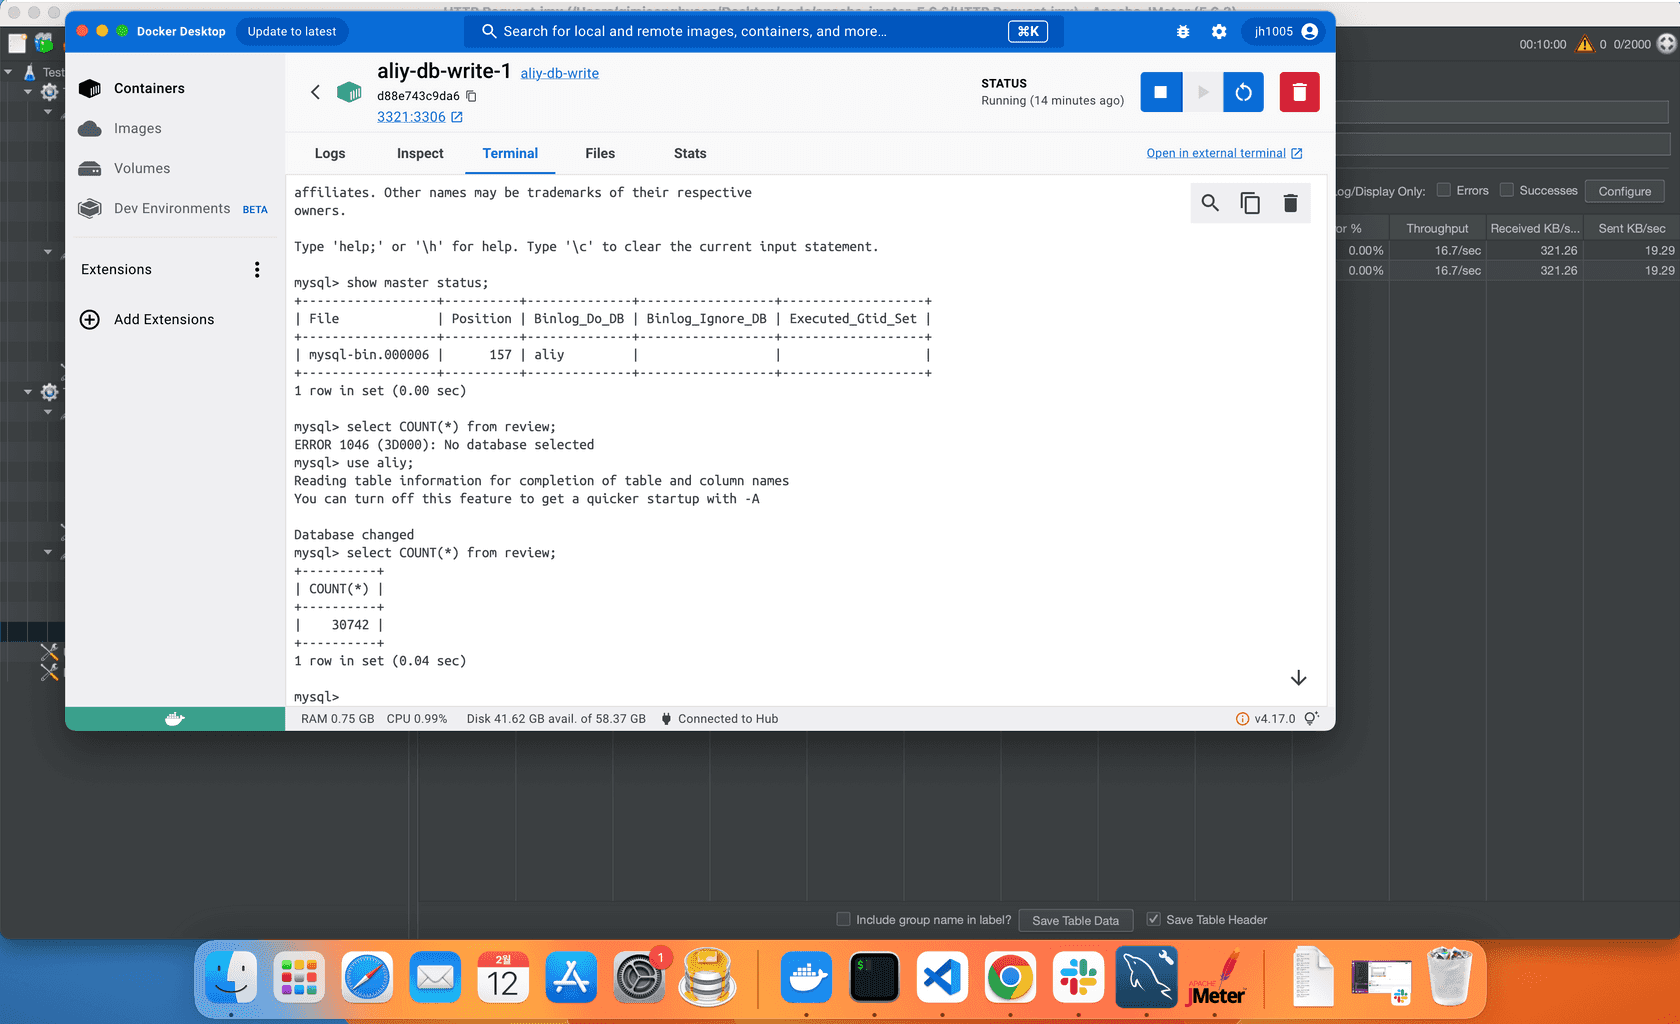 Docker Desktop
Update to latest
Search for local and remote images, containers, and more...
⌘K
jh1005
00:10:00
0
0/2000
Test
Containers
Images
Volumes
Dev Environments
BETA
Extensions
Add Extensions
aliy-db-write-1
aliy-db-write
d88e743c9da6
3321:3306
STATUS
Running (14 minutes ago)
Logs
Inspect
Terminal
Files
Stats
Open in external terminal
affiliates. Other names may be trademarks of their respective
owners.
Type 'help;' or '\h' for help. Type '\c' to clear the current input statement.
mysql> show master status;
+-----------------+----------+--------------+------------------+-------------------+
| File            | Position | Binlog_Do_DB | Binlog_Ignore_DB | Executed_Gtid_Set |
+-----------------+----------+--------------+------------------+-------------------+
| mysql-bin.000006 |      157 | aliy         |                  |                   |
+-----------------+----------+--------------+------------------+-------------------+
1 row in set (0.00 sec)
mysql> select COUNT(*) from review;
ERROR 1046 (3D000): No database selected
mysql> use aliy;
Reading table information for completion of table and column names
You can turn off this feature to get a quicker startup with -A
Database changed
mysql> select COUNT(*) from review;
+----------+
| COUNT(*) |
+----------+
|    30742 |
+----------+
1 row in set (0.04 sec)
mysql>
RAM 0.75 GB
CPU 0.99%
Disk 41.62 GB avail. of 58.37 GB
Connected to Hub
v4.17.0
og/Display Only:
Errors
Successes
Configure
or %
Throughput
Received KB/s...
Sent KB/sec
0.00%
16.7/sec
321.26
19.29
0.00%
16.7/sec
321.26
19.29
Include group name in label?
Save Table Data
Save Table Header
2월
12
1
$
APACHE
JMeter